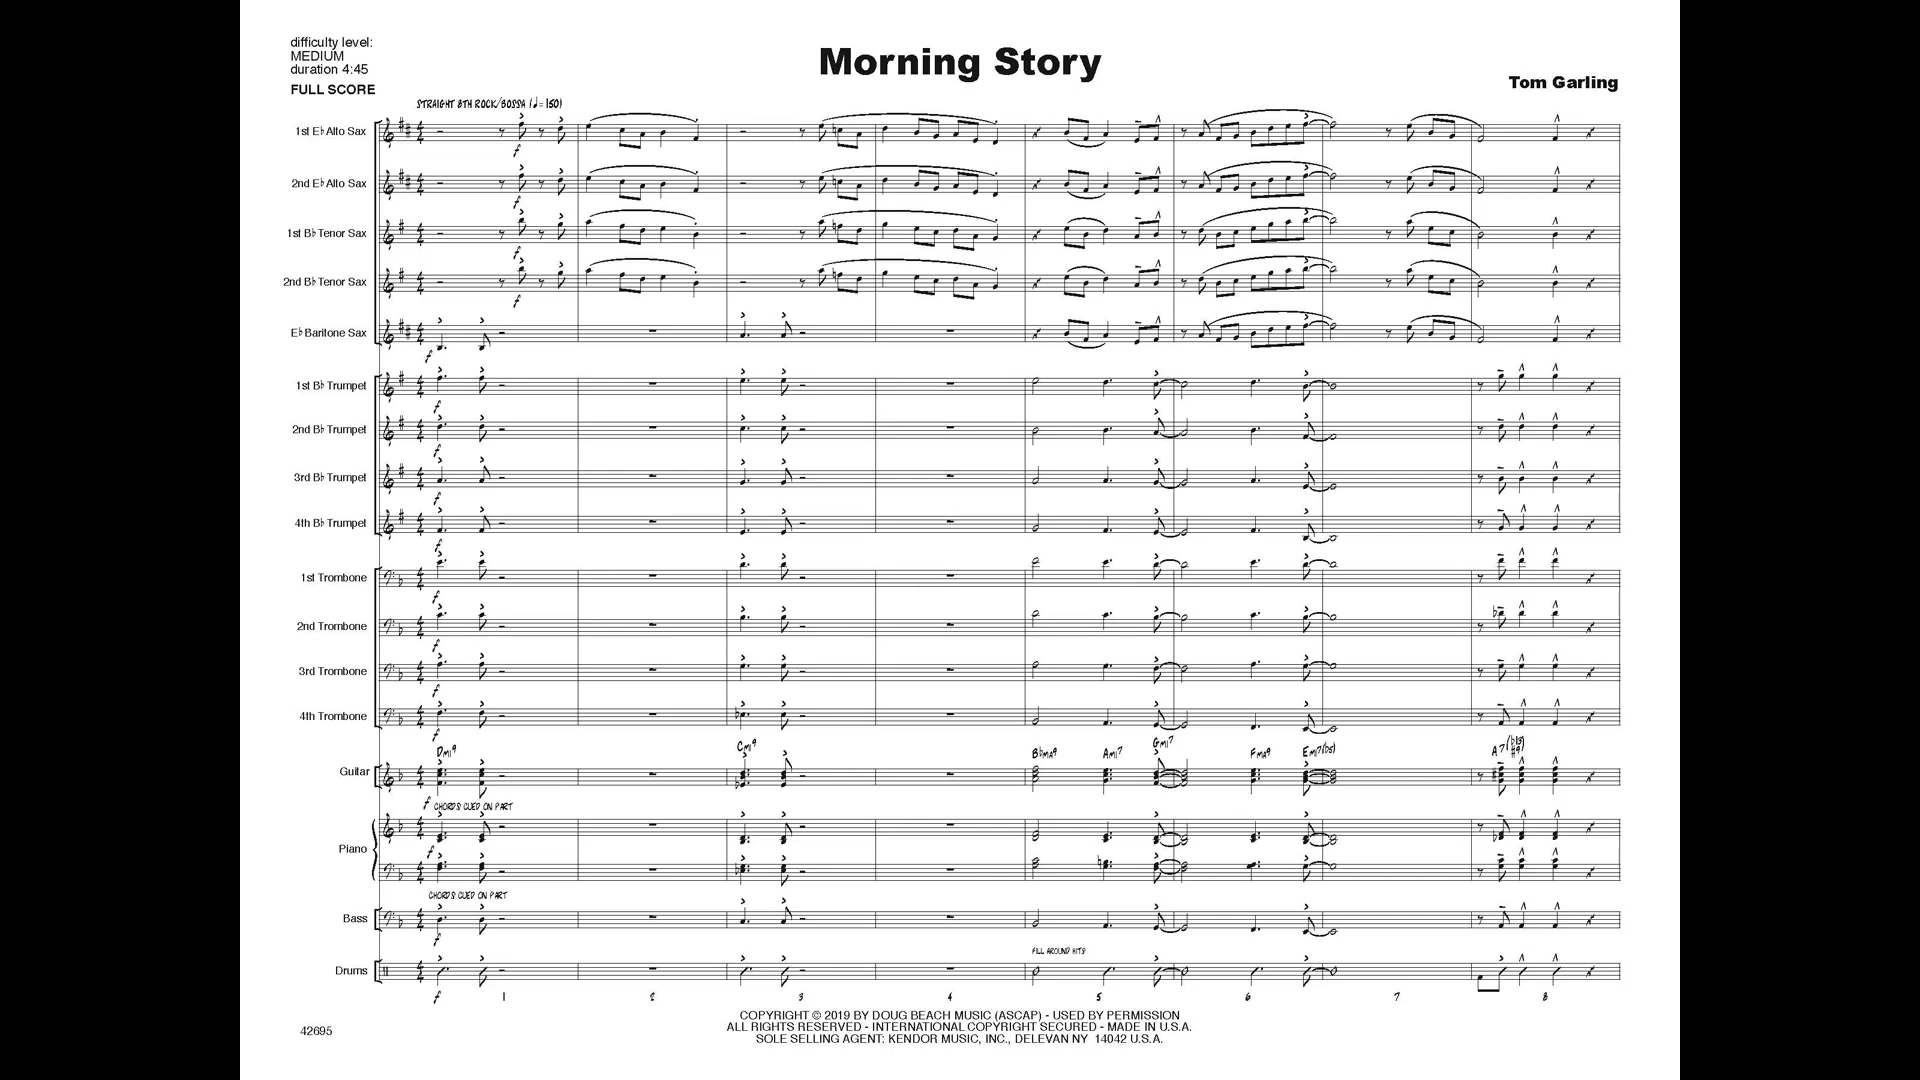 difficulty level:
MEDIUM
duration 4:45
FULL SCORE
Morning Story
Tom Garling
STRAIGHT 8TH ROCK/BOSSA (♩=150)
1st E♭ Alto Sax
f
2nd E♭ Alto Sax
f
1st B♭ Tenor Sax
f
2nd B♭ Tenor Sax
f
E♭ Baritone Sax
f
1st B♭ Trumpet
f
2nd B♭ Trumpet
f
3rd B♭ Trumpet
f
4th B♭ Trumpet
f
1st Trombone
f
2nd Trombone
f
3rd Trombone
f
4th Trombone
f
DMI9 CMI9 B♭MA9 AMI7 GMI7 FMA9 EMI7(♭5) A7(♭13 ♯9)
Guitar
f CHORDS CUED ON PART
Piano
f
CHORDS CUED ON PART
Bass
f
FILL AROUND HITS
Drums
f 1 2 3 4 5 6 7 8
COPYRIGHT © 2019 BY DOUG BEACH MUSIC (ASCAP) - USED BY PERMISSION
ALL RIGHTS RESERVED - INTERNATIONAL COPYRIGHT SECURED - MADE IN U.S.A.
SOLE SELLING AGENT: KENDOR MUSIC, INC., DELEVAN NY 14042 U.S.A.
42695